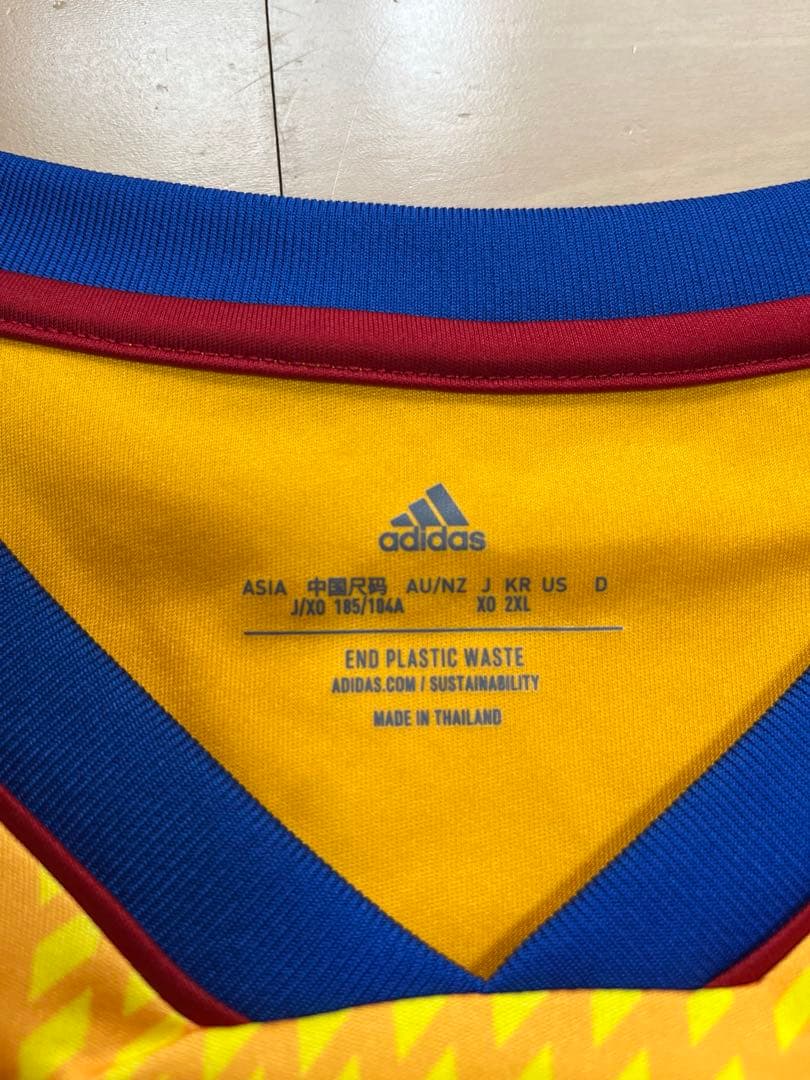 adidas
ASIA 中国尺码 AU/NZ J KR US D
J/XO 185/104A XO 2XL
END PLASTIC WASTE
ADIDAS.COM / SUSTAINABILITY
MADE IN THAILAND